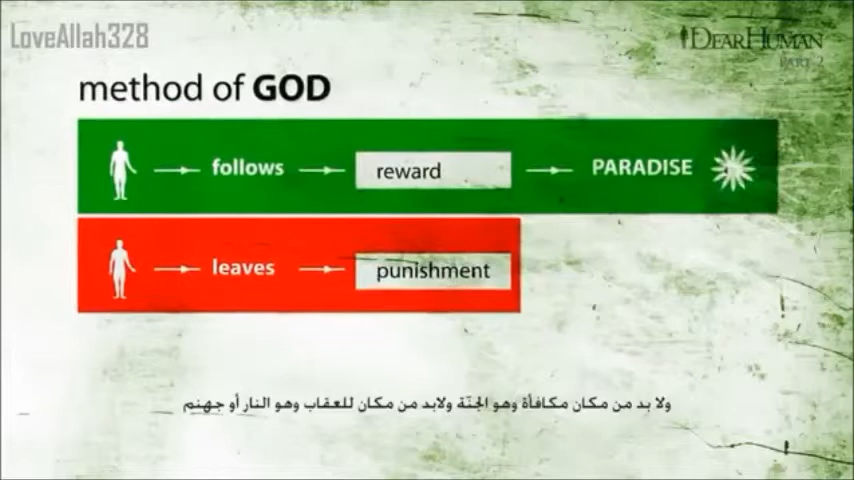 LoveAllah328
DEARHUMAN
PART 2
method of GOD
follows reward PARADISE
leaves punishment
ولا بد من مكان مكافأة وهو الجنّة ولابد من مكان للعقاب وهو النار أو جهنم